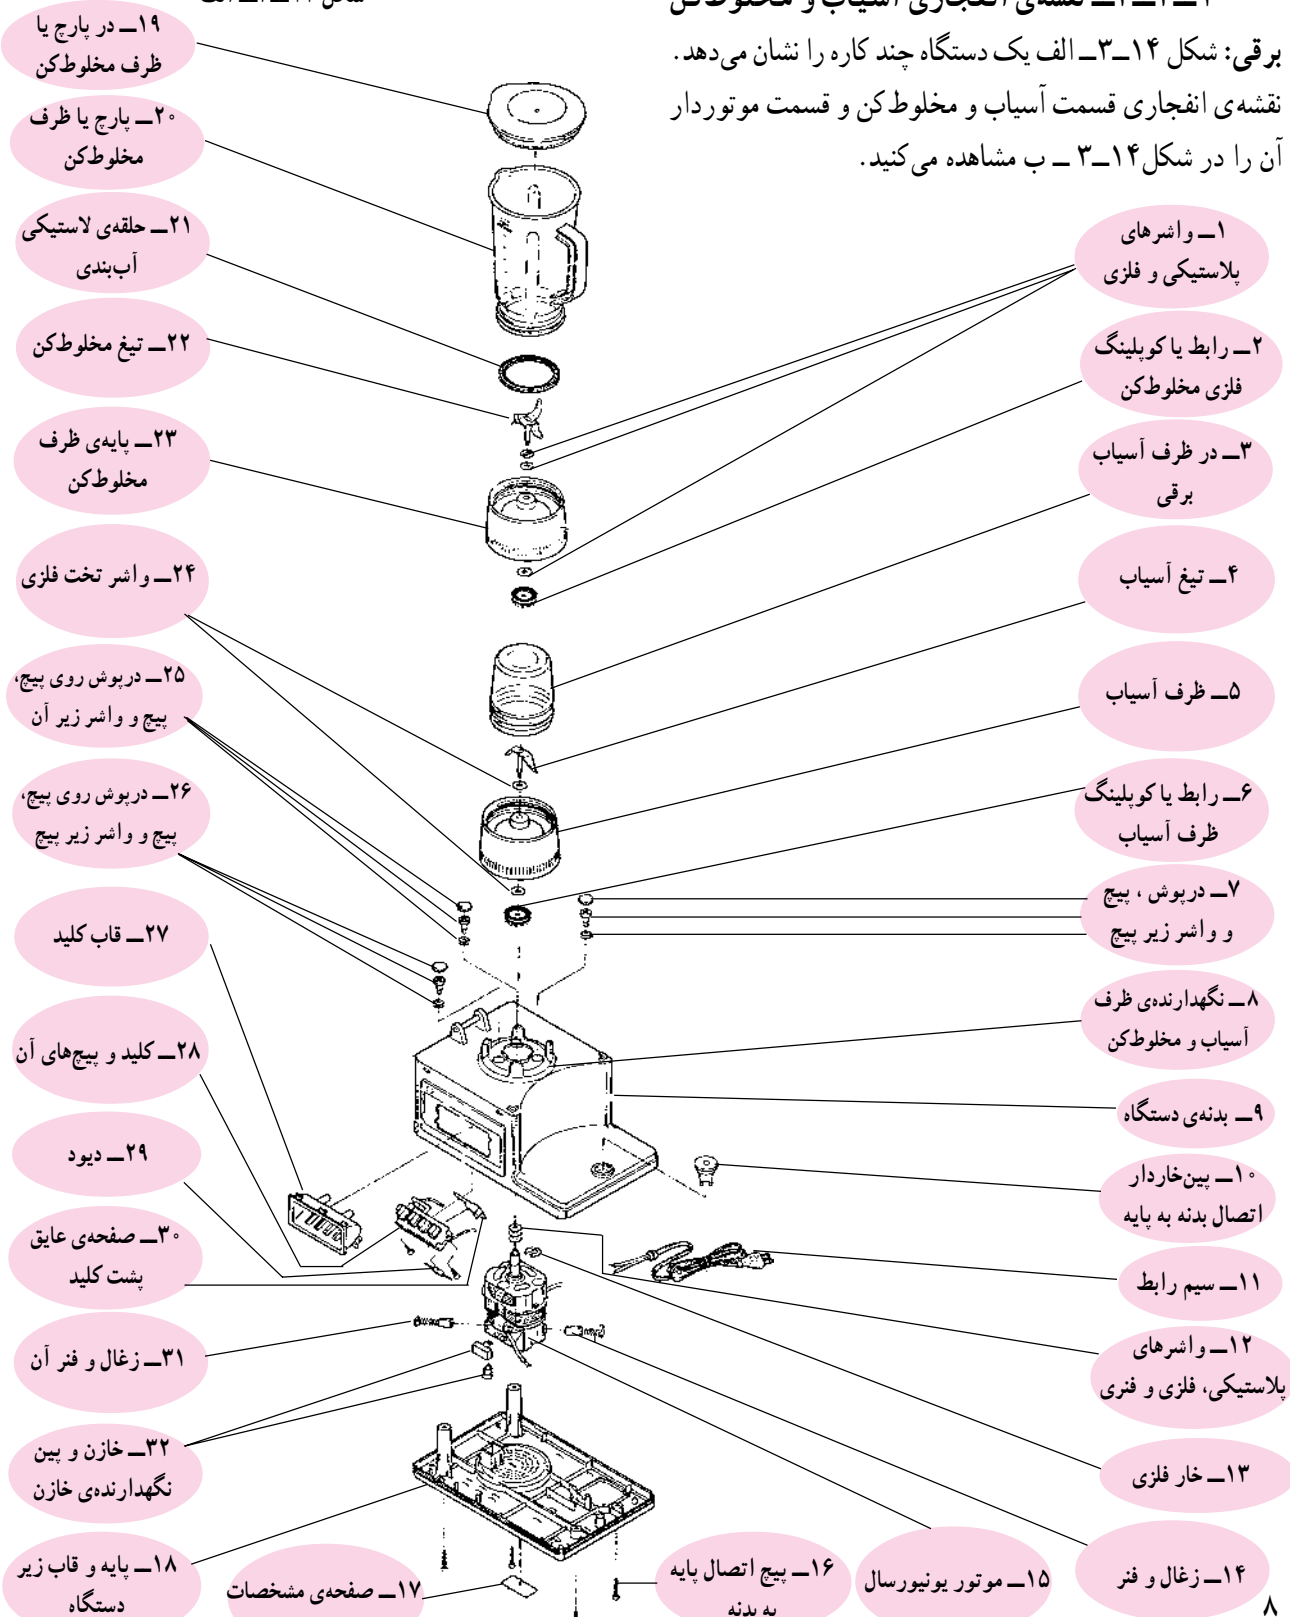 برقی: شکل ۱۴ــ۳ــ الف یک دستگاه چند کاره را نشان می‌دهد.
نقشه‌ی انفجاری قسمت آسیاب و مخلوط‌کن و قسمت موتوردار
آن را در شکل۱۴ــ۳ ــ ب مشاهده می‌کنید.
۱ــ واشرهای
پلاستیکی و فلزی
۲ــ رابط یا کوپلینگ
فلزی مخلوط‌کن
۳ــ در ظرف آسیاب
برقی
۴ــ تیغ آسیاب
۵ــ ظرف آسیاب
۶ــ رابط یا کوپلینگ
ظرف آسیاب
۷ــ درپوش ، پیچ
و واشر زیر پیچ
۸ــ نگهدارنده‌ی ظرف
آسیاب و مخلوط‌کن
۹ــ بدنه‌ی دستگاه
۱۰ــ پین‌خاردار
اتصال بدنه به پایه
۱۱ــ سیم رابط
۱۲ــ واشرهای
پلاستیکی، فلزی و فنری
۱۳ــ خار فلزی
۱۴ــ زغال و فنر
۱۵ــ موتور یونیورسال
۱۶ــ پیچ اتصال پایه
به بدنه
۱۷ــ صفحه‌ی مشخصات
۱۸ــ پایه و قاب زیر
دستگاه
۱۹ــ در پارچ یا
ظرف مخلوط‌کن
۲۰ــ پارچ یا ظرف
مخلوط‌کن
۲۱ــ حلقه‌ی لاستیکی
آب‌بندی
۲۲ــ تیغ مخلوط‌کن
۲۳ــ پایه‌ی ظرف
مخلوط‌کن
۲۴ــ واشر تخت فلزی
۲۵ــ درپوش روی پیچ،
پیچ و واشر زیر آن
۲۶ــ درپوش روی پیچ،
پیچ و واشر زیر پیچ
۲۷ــ قاب کلید
۲۸ــ کلید و پیچ‌های آن
۲۹ــ دیود
۳۰ــ صفحه‌ی عایق
پشت کلید
۳۱ــ زغال و فنر آن
۳۲ــ خازن و پین
نگهدارنده‌ی خازن
۸